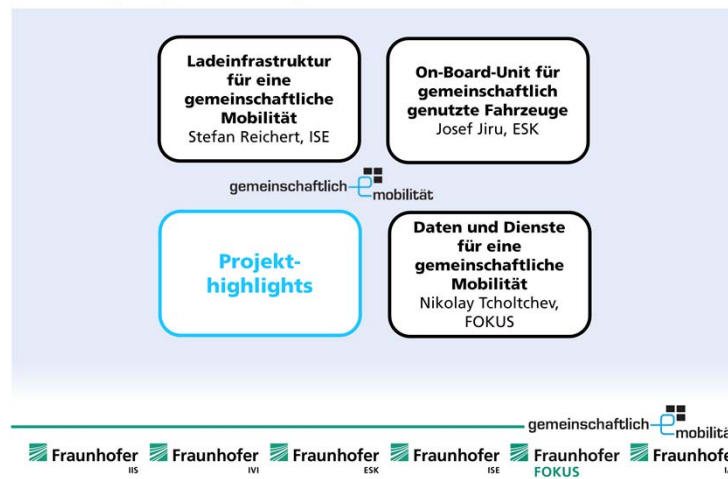 Ladeinfrastruktur
für eine
gemeinschaftliche
Mobilität
Stefan Reichert, ISE
On-Board-Unit für
gemeinschaftlich
genutzte Fahrzeuge
Josef Jiru, ESK
gemeinschaftlich e mobilität
Projekt-
highlights
Daten und Dienste
für eine
gemeinschaftliche
Mobilität
Nikolay Tcholtchev,
FOKUS
gemeinschaftlich e mobilitä
Fraunhofer IIS
Fraunhofer IVI
Fraunhofer ESK
Fraunhofer ISE
Fraunhofer FOKUS
Fraunhofe